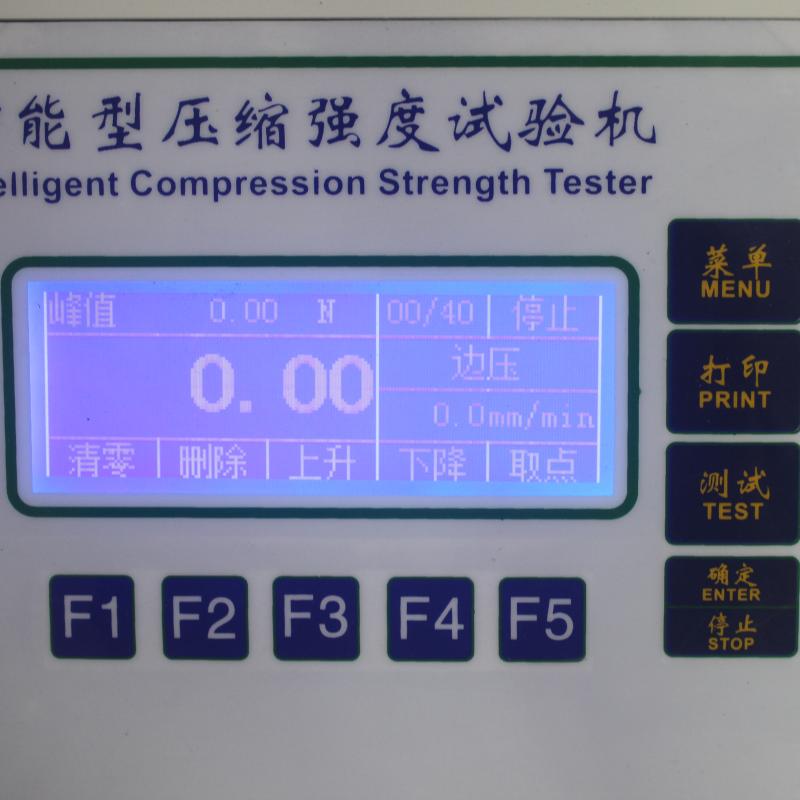 能型压缩强度试验机
elligent Compression Strength Tester
峰值 0.00 N 00/40 停止
0.00
边压
0.0mm/min
清零 删除 上升 下降 取点
F1 F2 F3 F4 F5
菜单
MENU
打印
PRINT
测试
TEST
确定
ENTER
停止
STOP